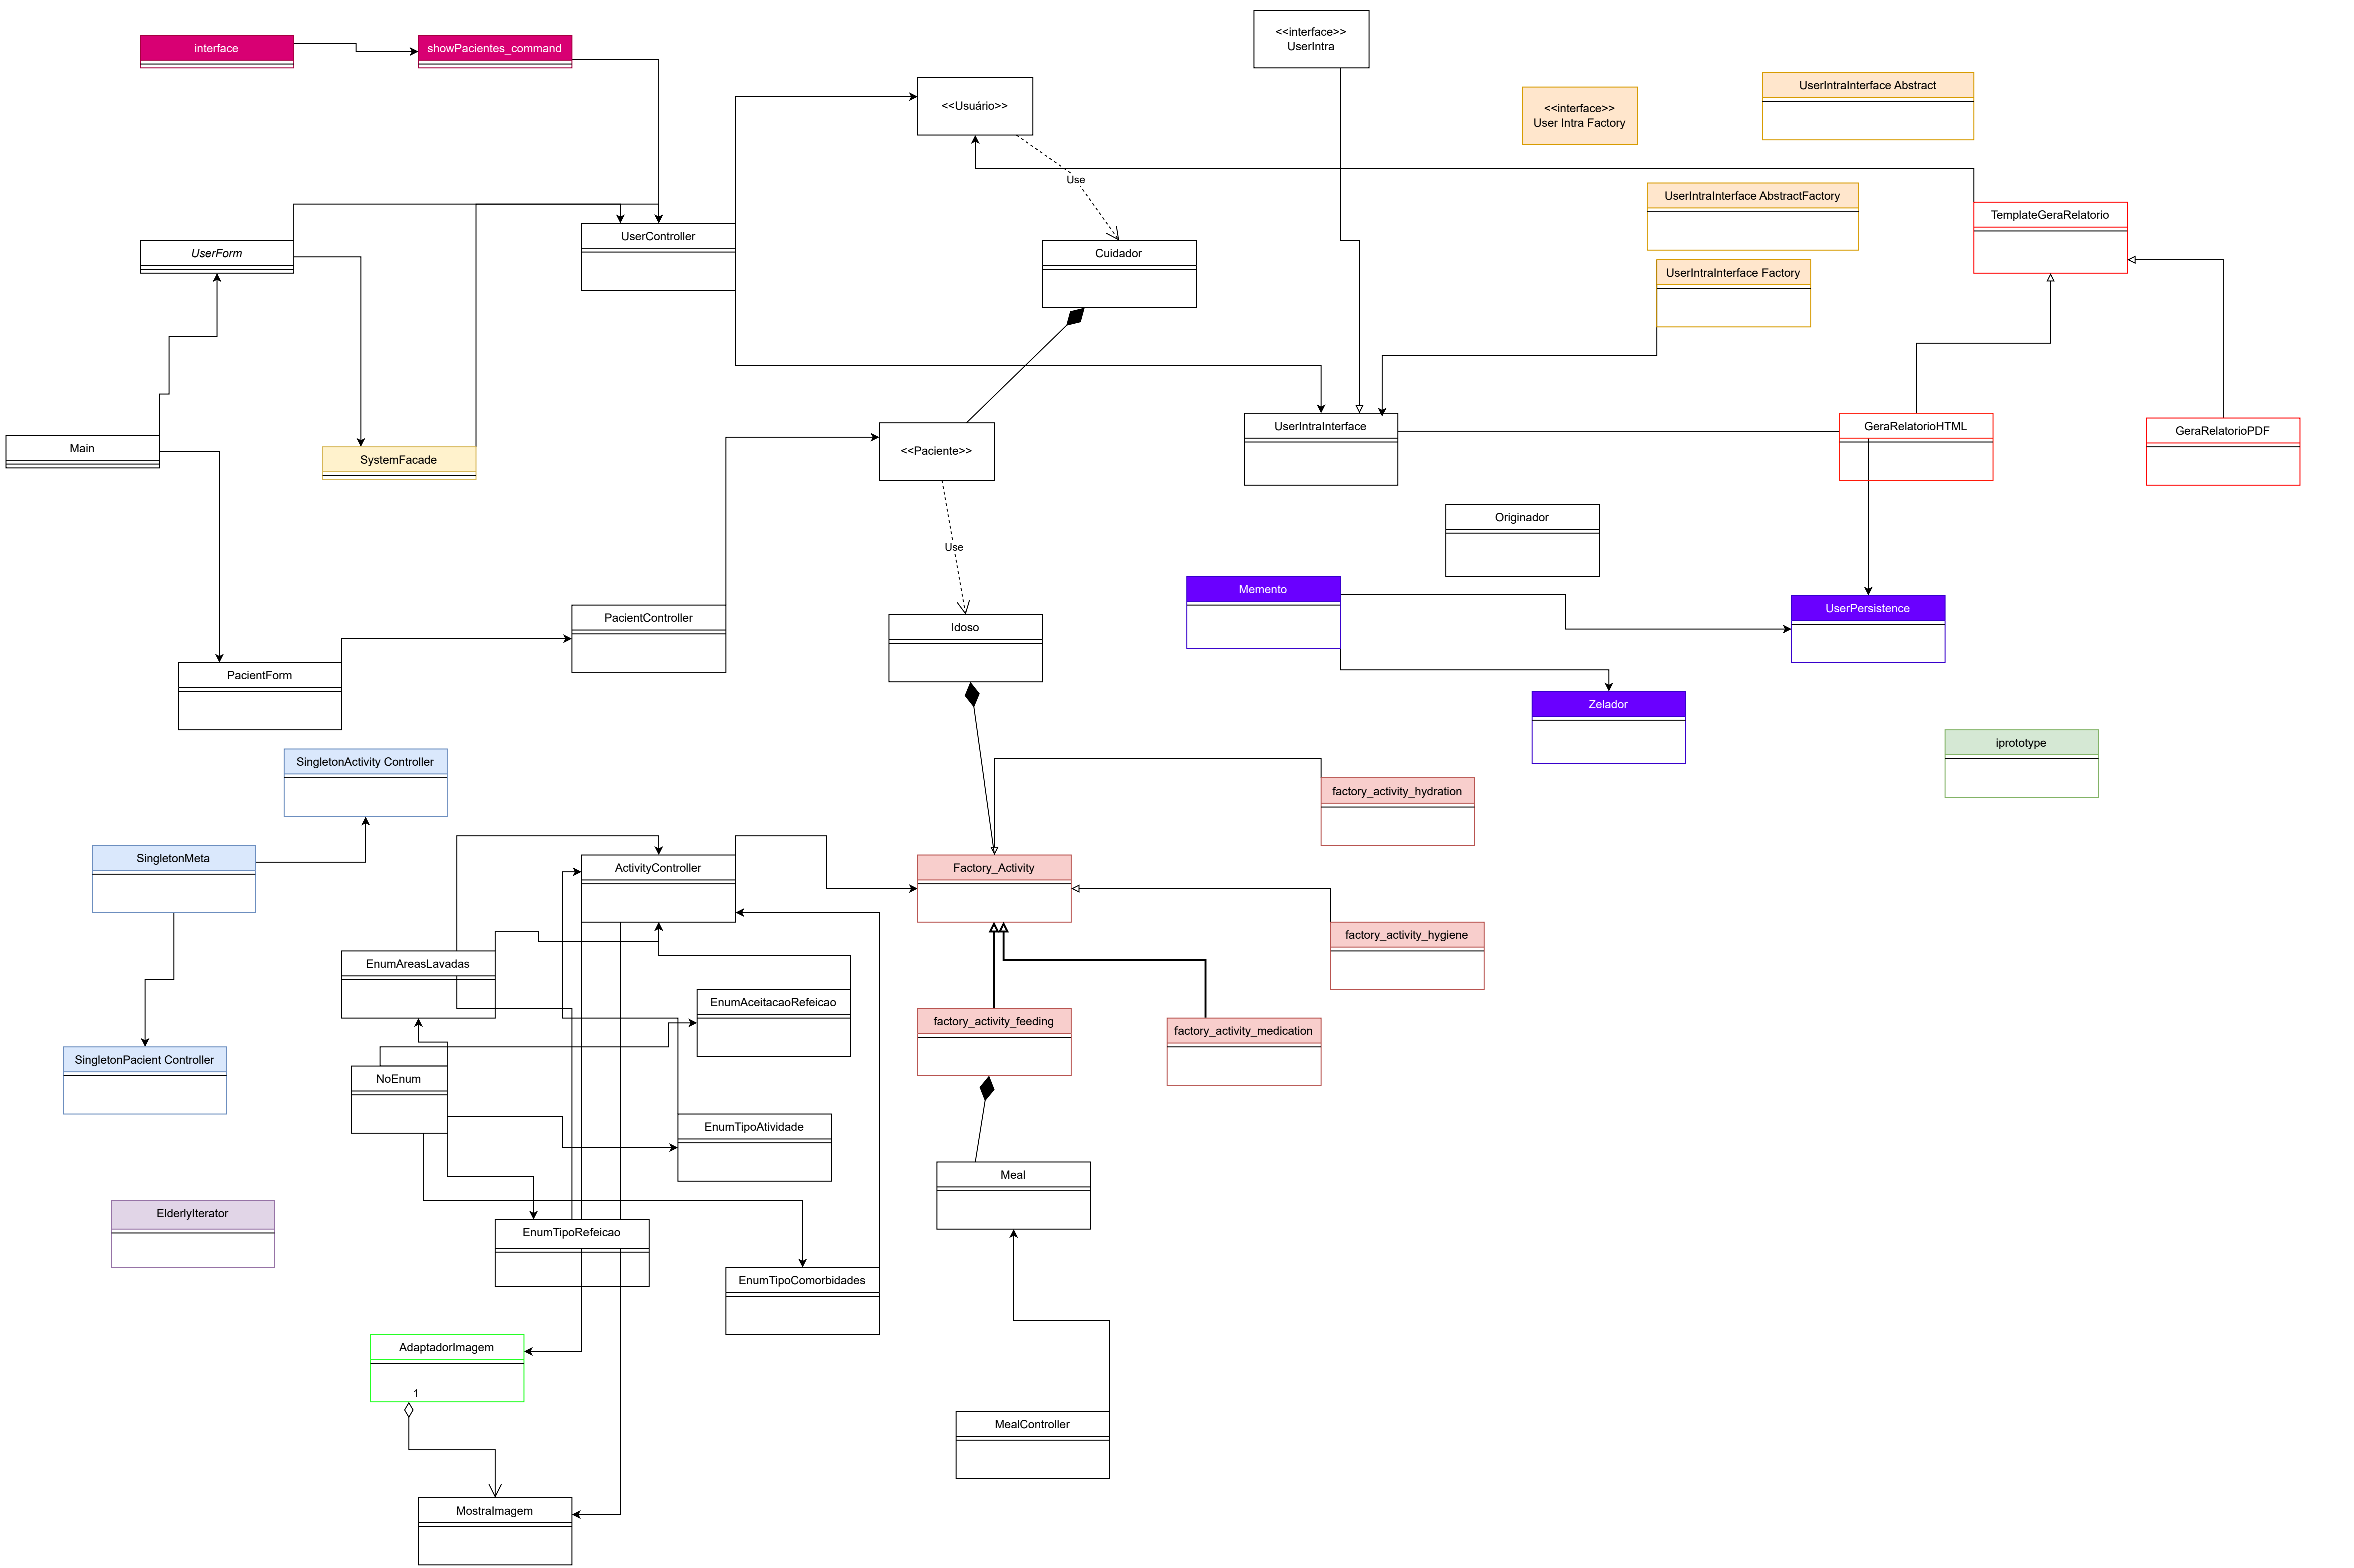 <<interface>>
UserIntra
interface
showPacientes_command
<<Usuário>>
<<interface>>
User Intra Factory
UserIntraInterface Abstract
Use
UserIntraInterface AbstractFactory
TemplateGeraRelatorio
UserController
UserForm
Cuidador
UserIntraInterface Factory
Main
SystemFacade
<<Paciente>>
UserIntraInterface
GeraRelatorioHTML
GeraRelatorioPDF
Originador
Use
Memento
UserPersistence
PacientController
Idoso
PacientForm
Zelador
iprototype
SingletonActivity Controller
factory_activity_hydration
SingletonMeta
ActivityController
Factory_Activity
factory_activity_hygiene
EnumAreasLavadas
EnumAceitacaoRefeicao
factory_activity_feeding
factory_activity_medication
SingletonPacient Controller
NoEnum
EnumTipoAtividade
Meal
ElderlyIterator
EnumTipoRefeicao
EnumTipoComorbidades
AdaptadorImagem
1
MealController
MostraImagem